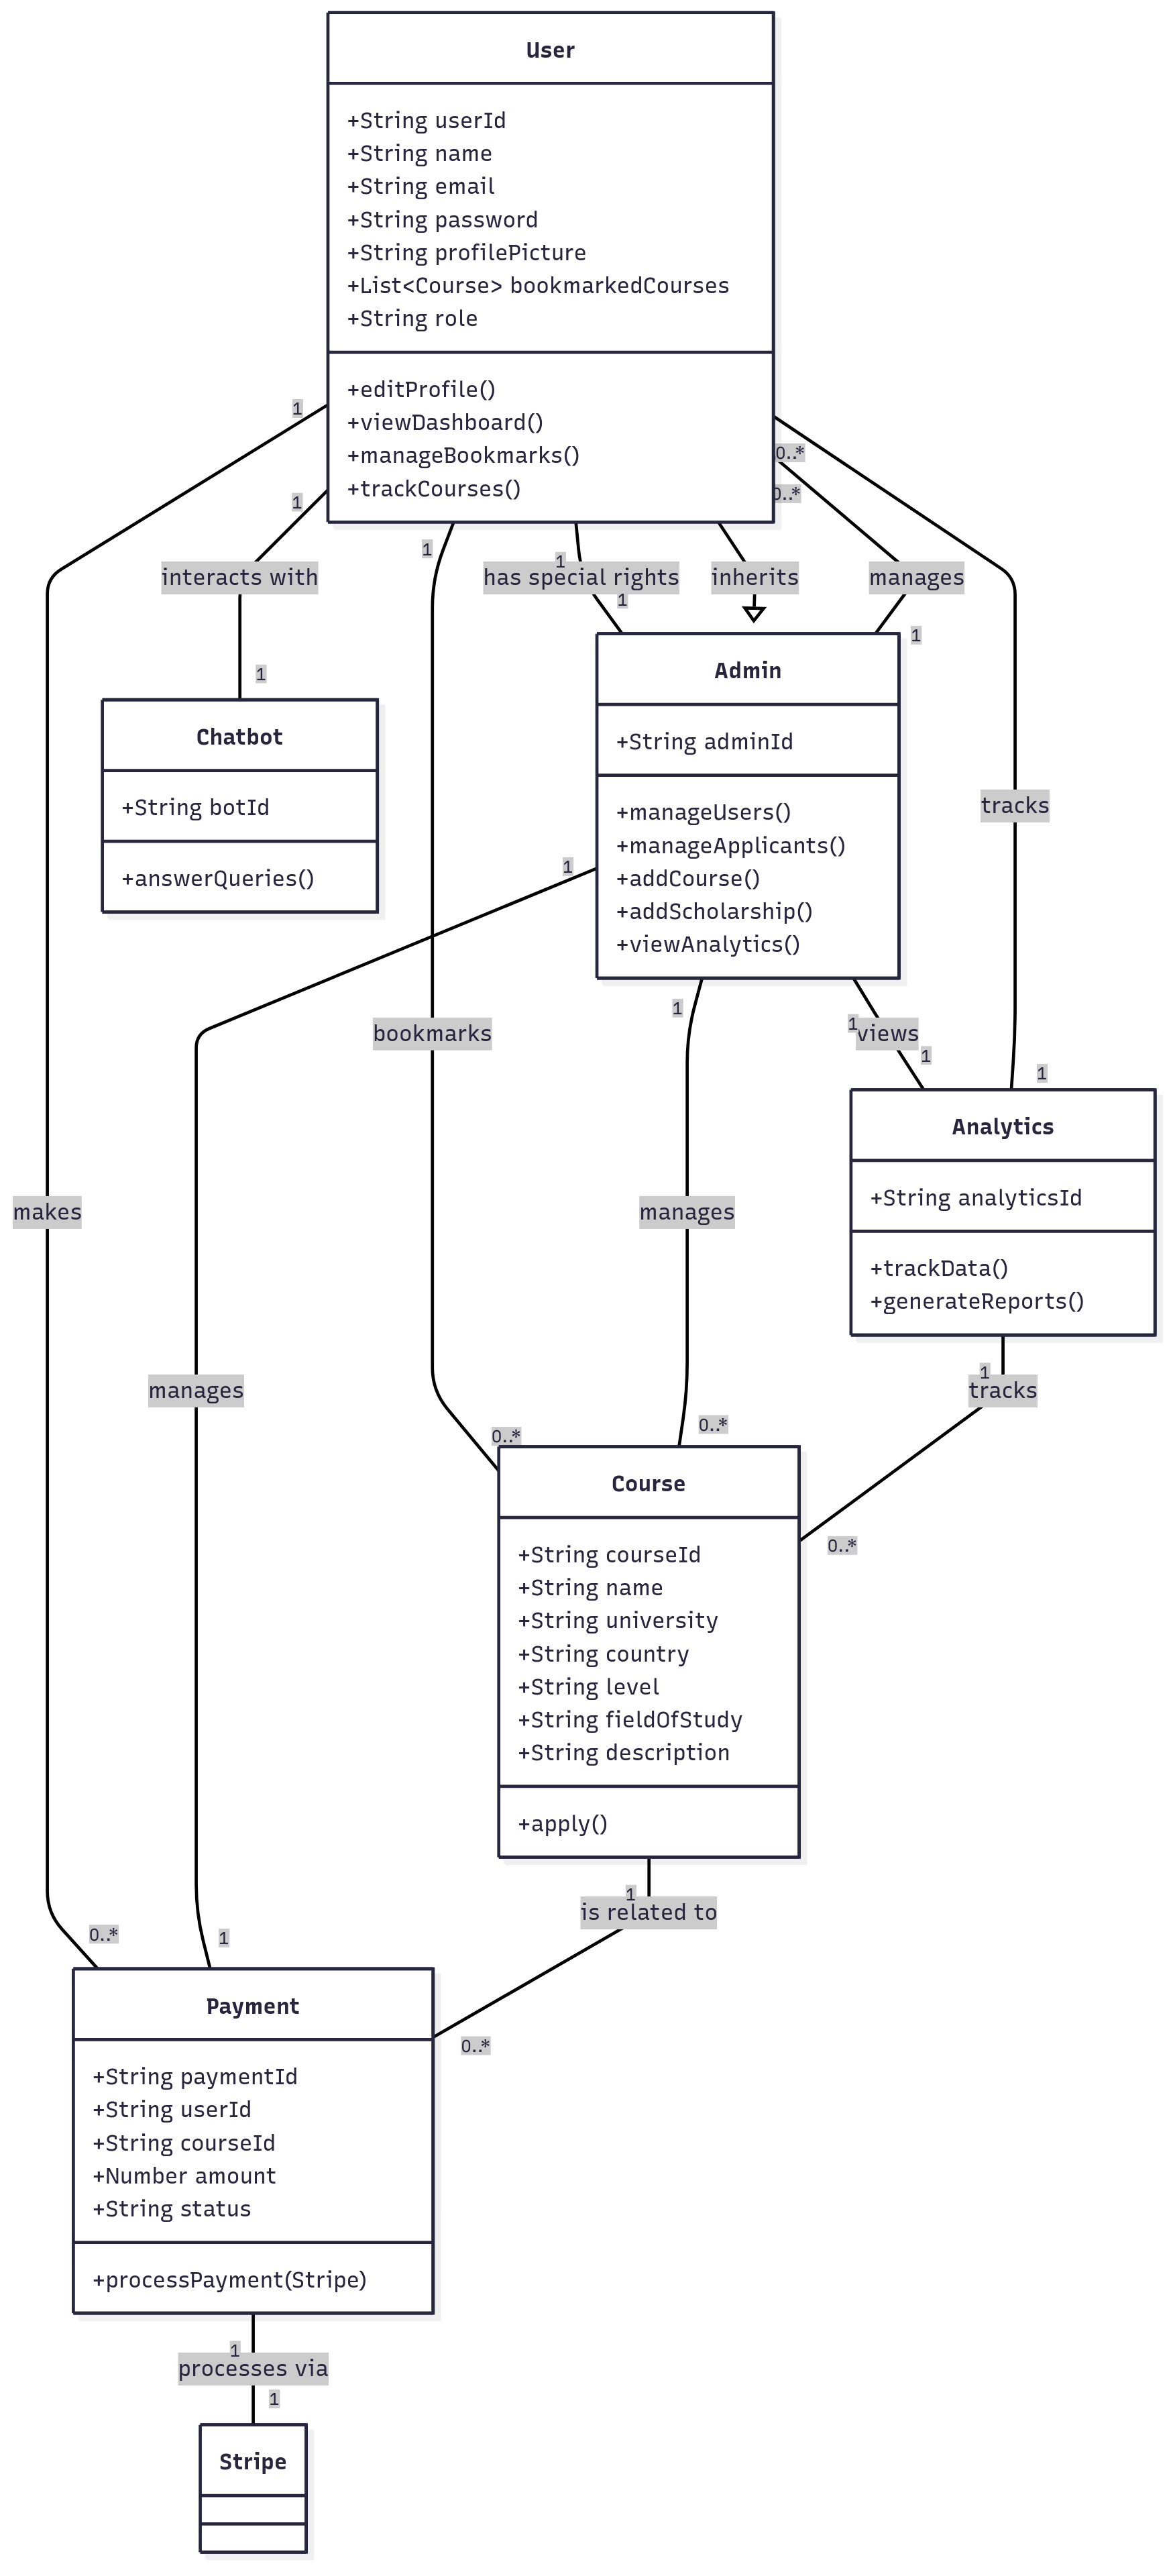 User
+String userId
+String name
+String email
+String password
+String profilePicture
+List<Course> bookmarkedCourses
+String role
+editProfile()
+viewDashboard()
+manageBookmarks()
+trackCourses()
1
0..*
0..*
1
1
1
interacts with
has special rights
inherits
manages
1
1
1
Admin
+String adminId
+manageUsers()
+manageApplicants()
+addCourse()
+addScholarship()
+viewAnalytics()
Chatbot
+String botId
+answerQueries()
tracks
1
1
1
1
bookmarks
views
1
1
Analytics
+String analyticsId
+trackData()
+generateReports()
makes
manages
manages
1
tracks
0..*
0..*
0..*
Course
+String courseId
+String name
+String university
+String country
+String level
+String fieldOfStudy
+String description
+apply()
1
is related to
0..*
1
0..*
Payment
+String paymentId
+String userId
+String courseId
+Number amount
+String status
+processPayment(Stripe)
1
processes via
1
Stripe